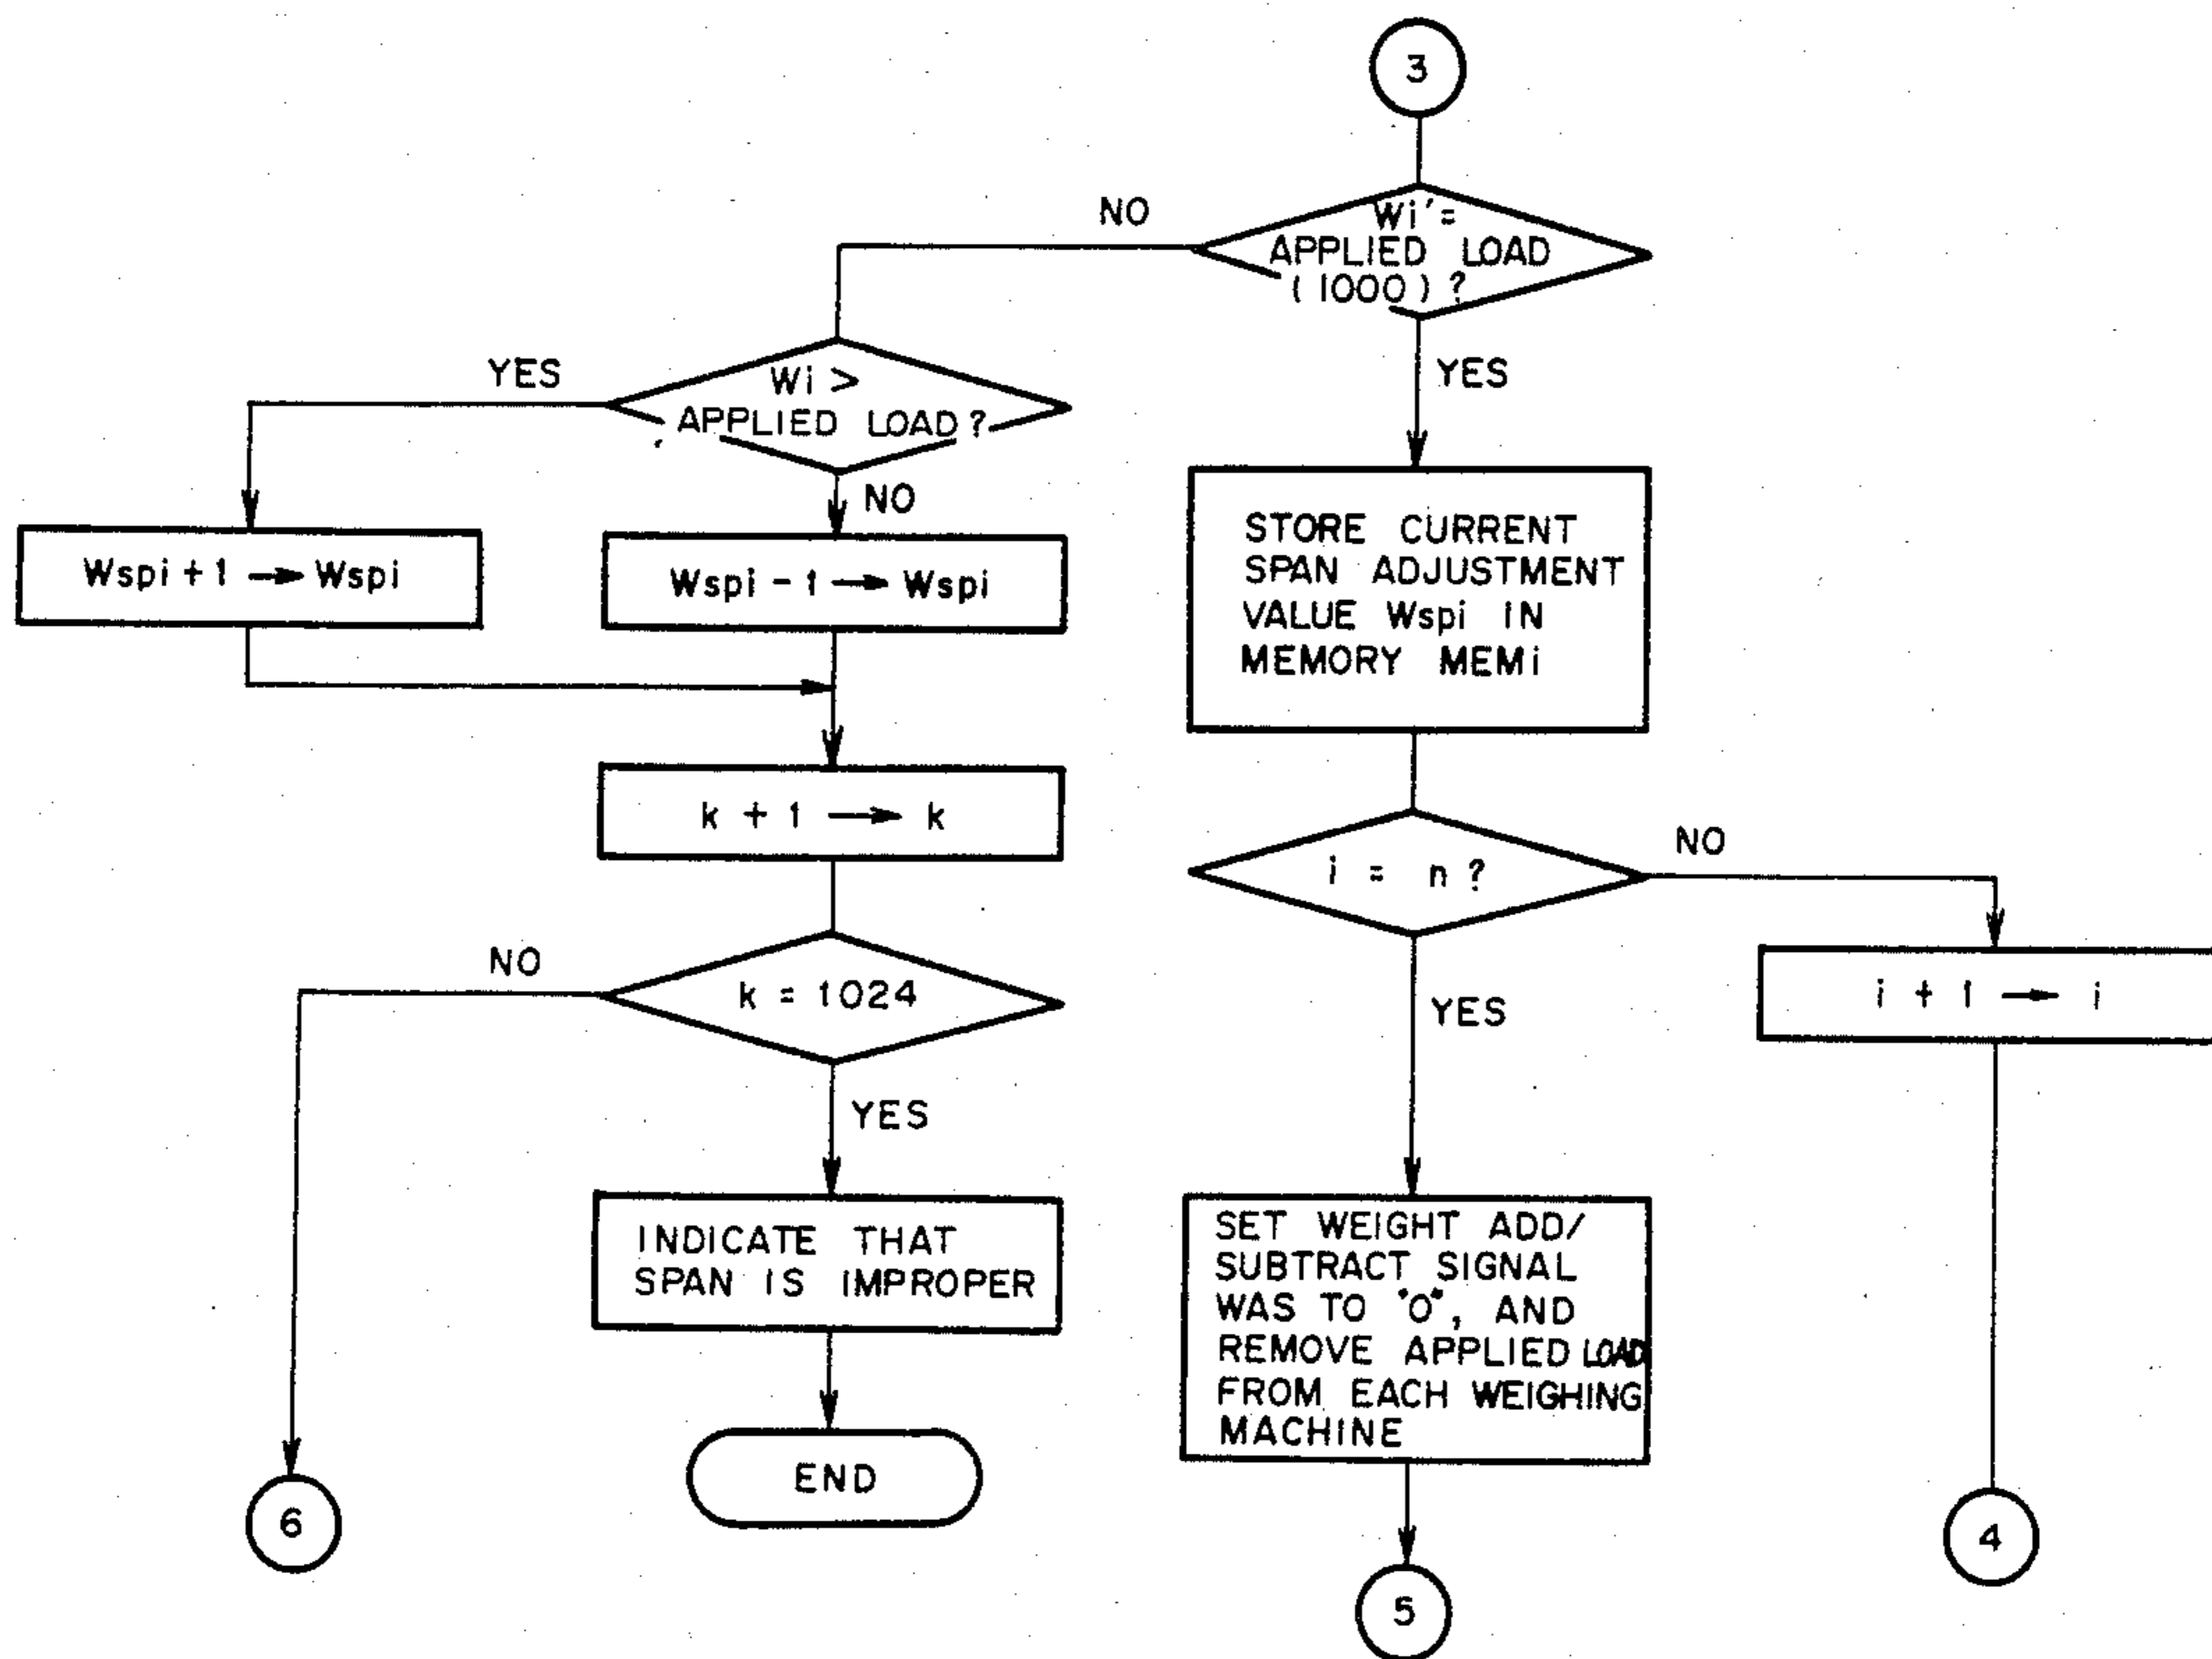 3
Wi'=
APPLIED LOAD
(1000)?
NO
YES
Wi >
APPLIED LOAD?
YES
NO
Wspi + 1 → Wspi
Wspi - 1 → Wspi
STORE CURRENT
SPAN ADJUSTMENT
VALUE Wspi IN
MEMORY MEMi
k + 1 → k
i = n?
NO
YES
i + 1 → i
k = 1024
NO
YES
INDICATE THAT
SPAN IS IMPROPER
END
SET WEIGHT ADD/
SUBTRACT SIGNAL
WAS TO "0", AND
REMOVE APPLIED LOAD
FROM EACH WEIGHING
MACHINE
6
4
5